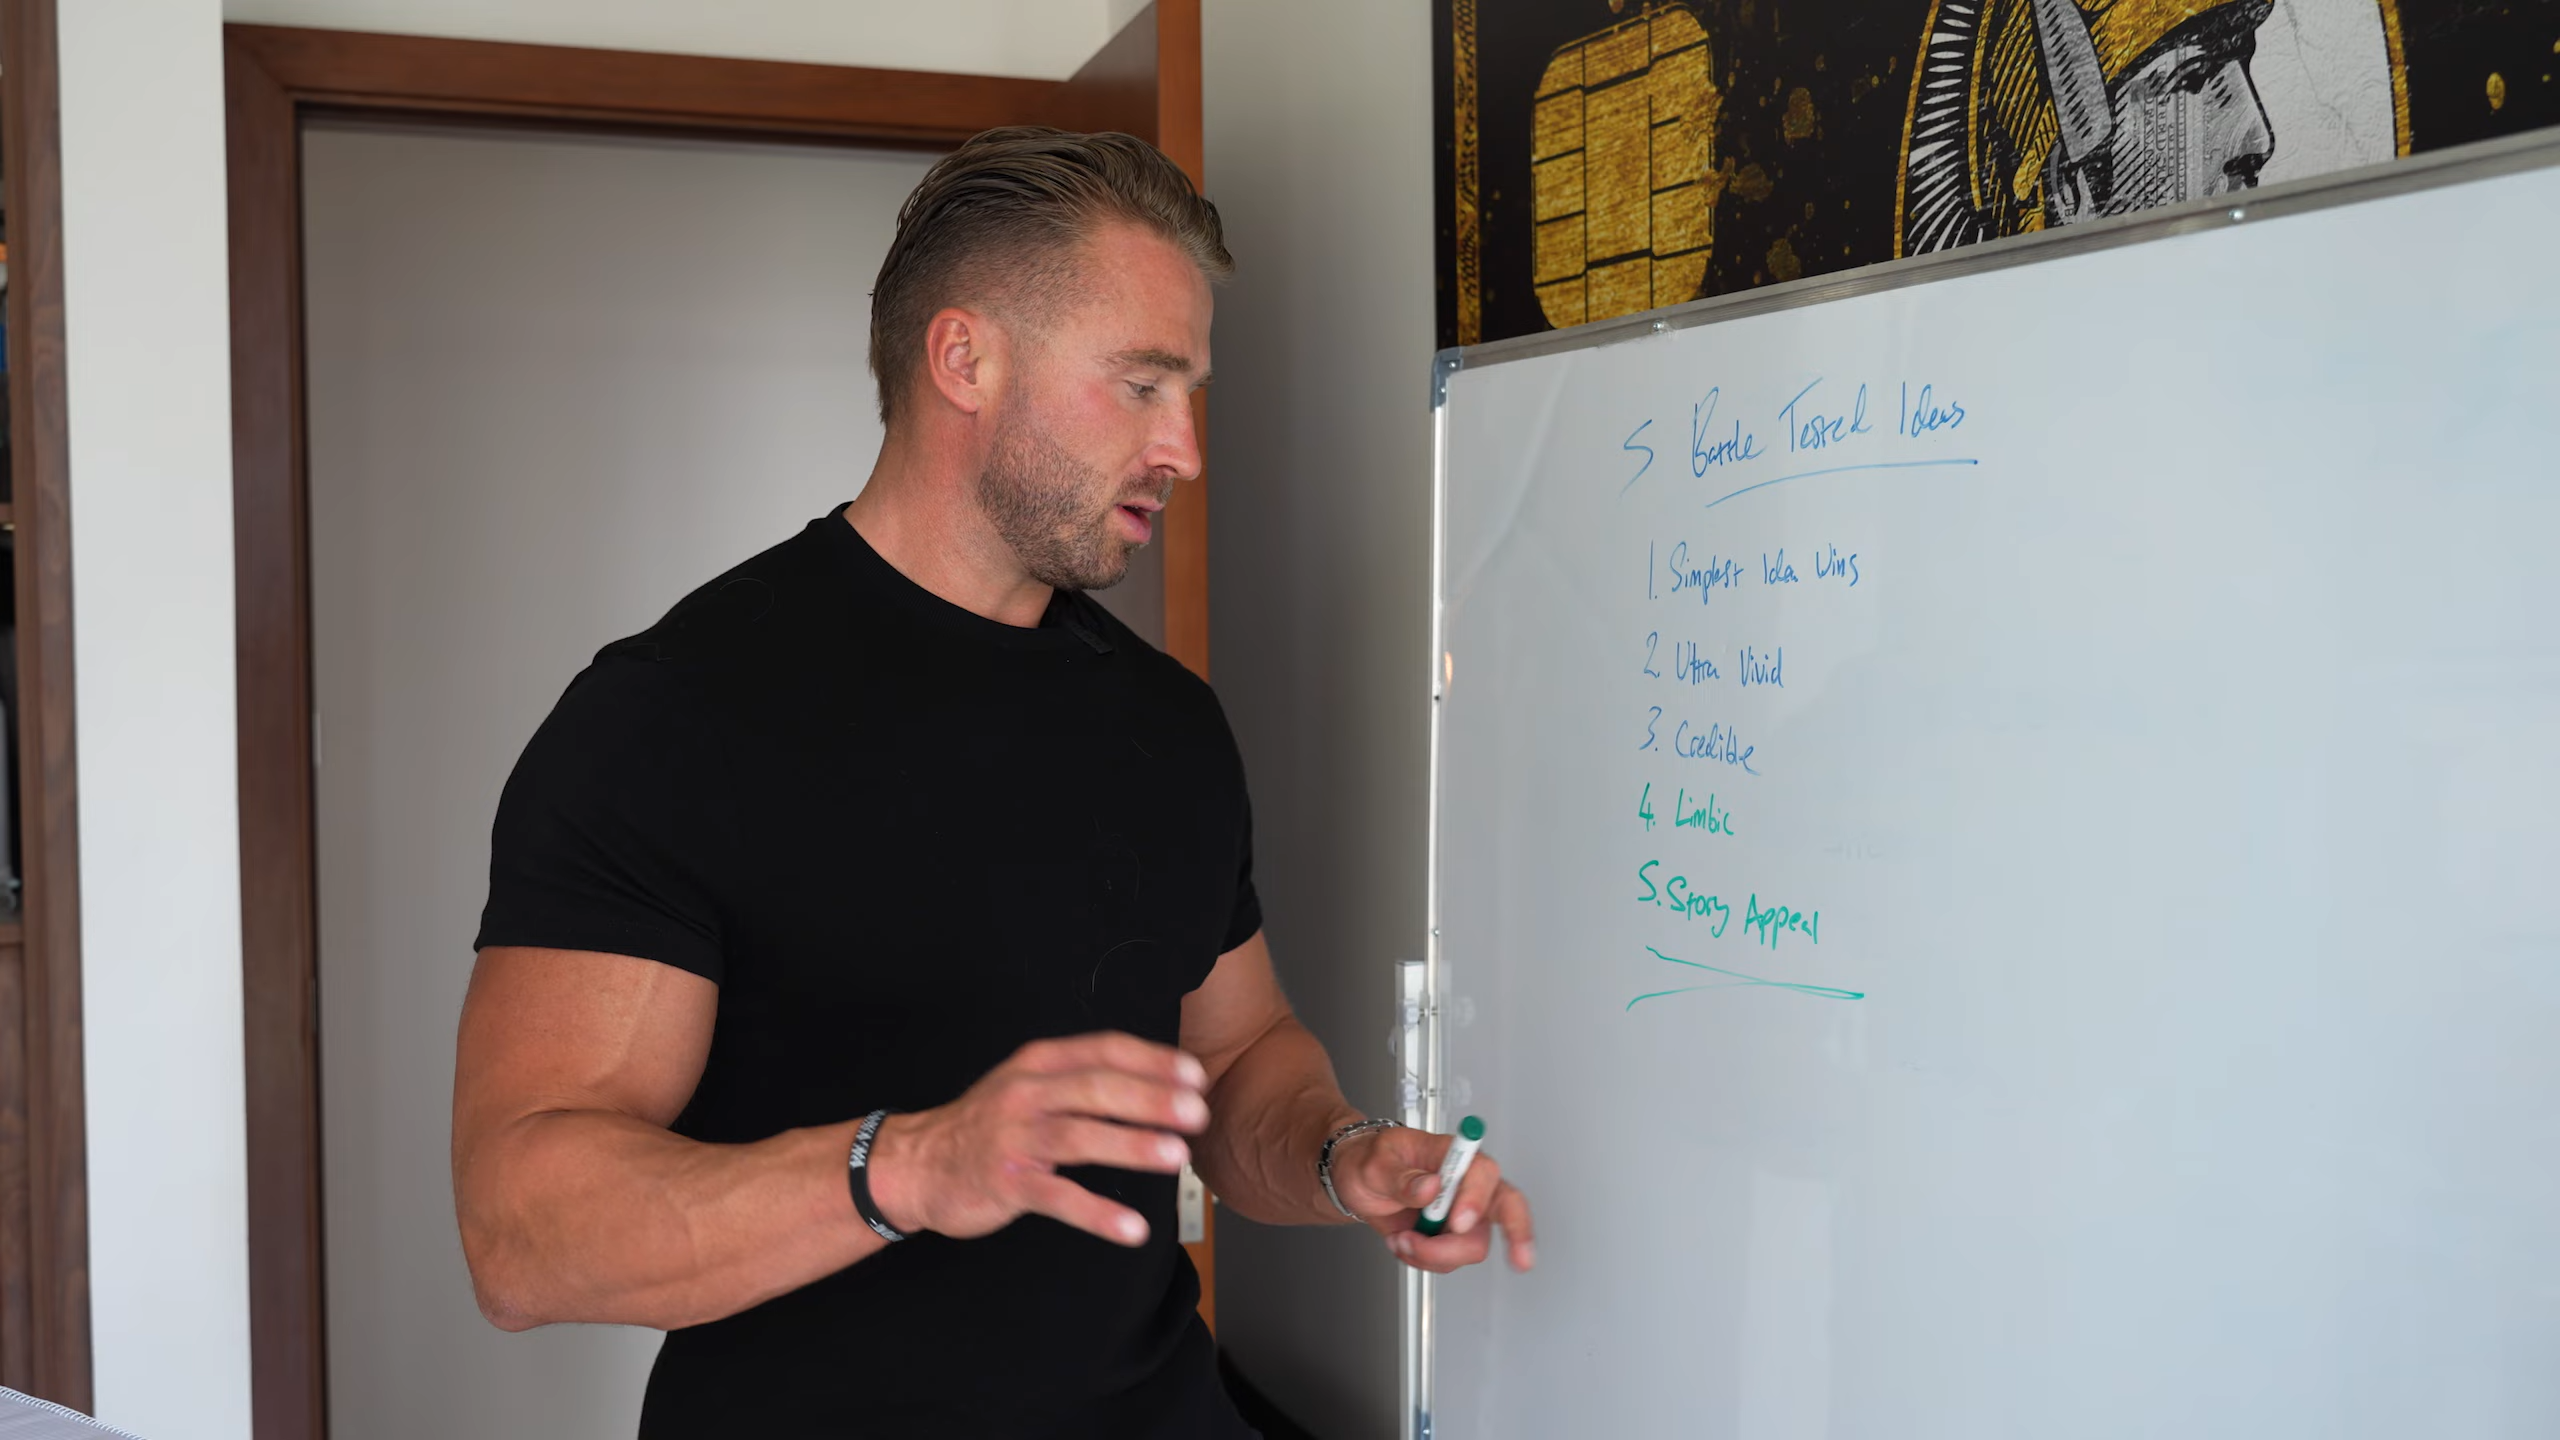 5 Battle Tested Ideas
1. Simplest Idea Wins
2. Ultra Vivid
3. Credible
4. Limbic
5. Story Appeal